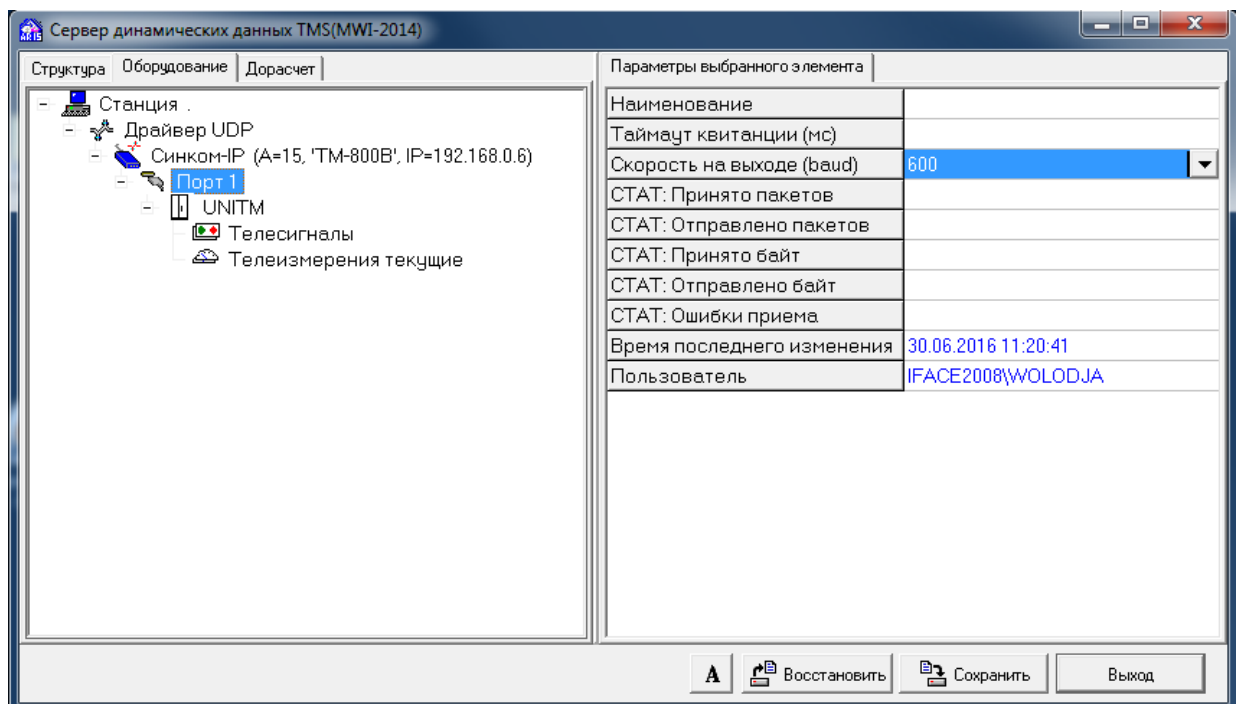 Сервер динамических данных TMS(MWI-2014)
Структура Оборудование Дорасчет
Станция .
Драйвер UDP
Синком-IP (A=15, 'ТМ-800В', IP=192.168.0.6)
Порт 1
UNITM
Телесигналы
Телеизмерения текущие
Параметры выбранного элемента
Наименование
Таймаут квитанции (мс)
Скорость на выходе (baud) 600
СТАТ: Принято пакетов
СТАТ: Отправлено пакетов
СТАТ: Принято байт
СТАТ: Отправлено байт
СТАТ: Ошибки приема
Время последнего изменения 30.06.2016 11:20:41
Пользователь IFACE2008\WOLODJA
A Восстановить Сохранить Выход